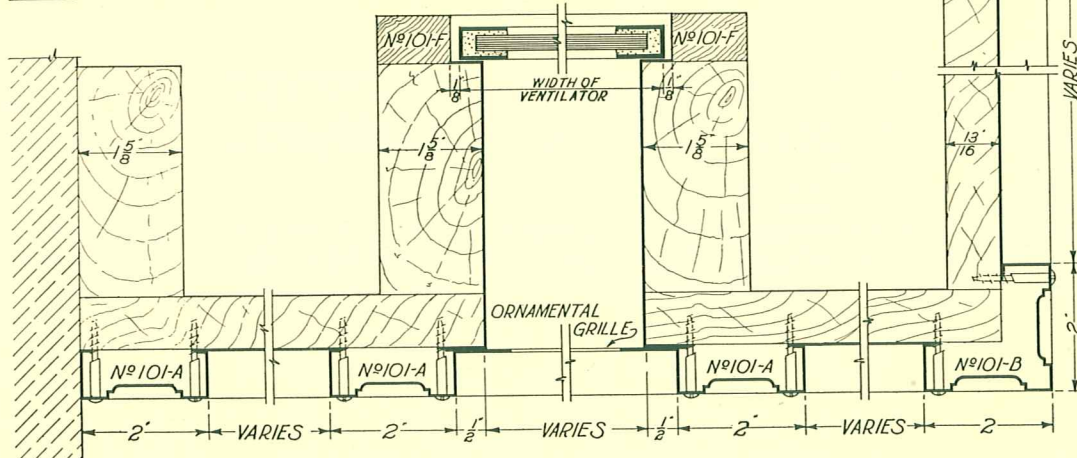 Nº101-F
Nº101-F
1/8"
WIDTH OF
VENTILATOR
1/8"
VARIES
1 5/8"
1 5/8"
1 5/8"
13"/16
ORNAMENTAL
GRILLE
2"
Nº101-A
Nº101-A
Nº101-A
Nº101-B
2" VARIES 2" 1/2" VARIES 1/2" 2" VARIES 2